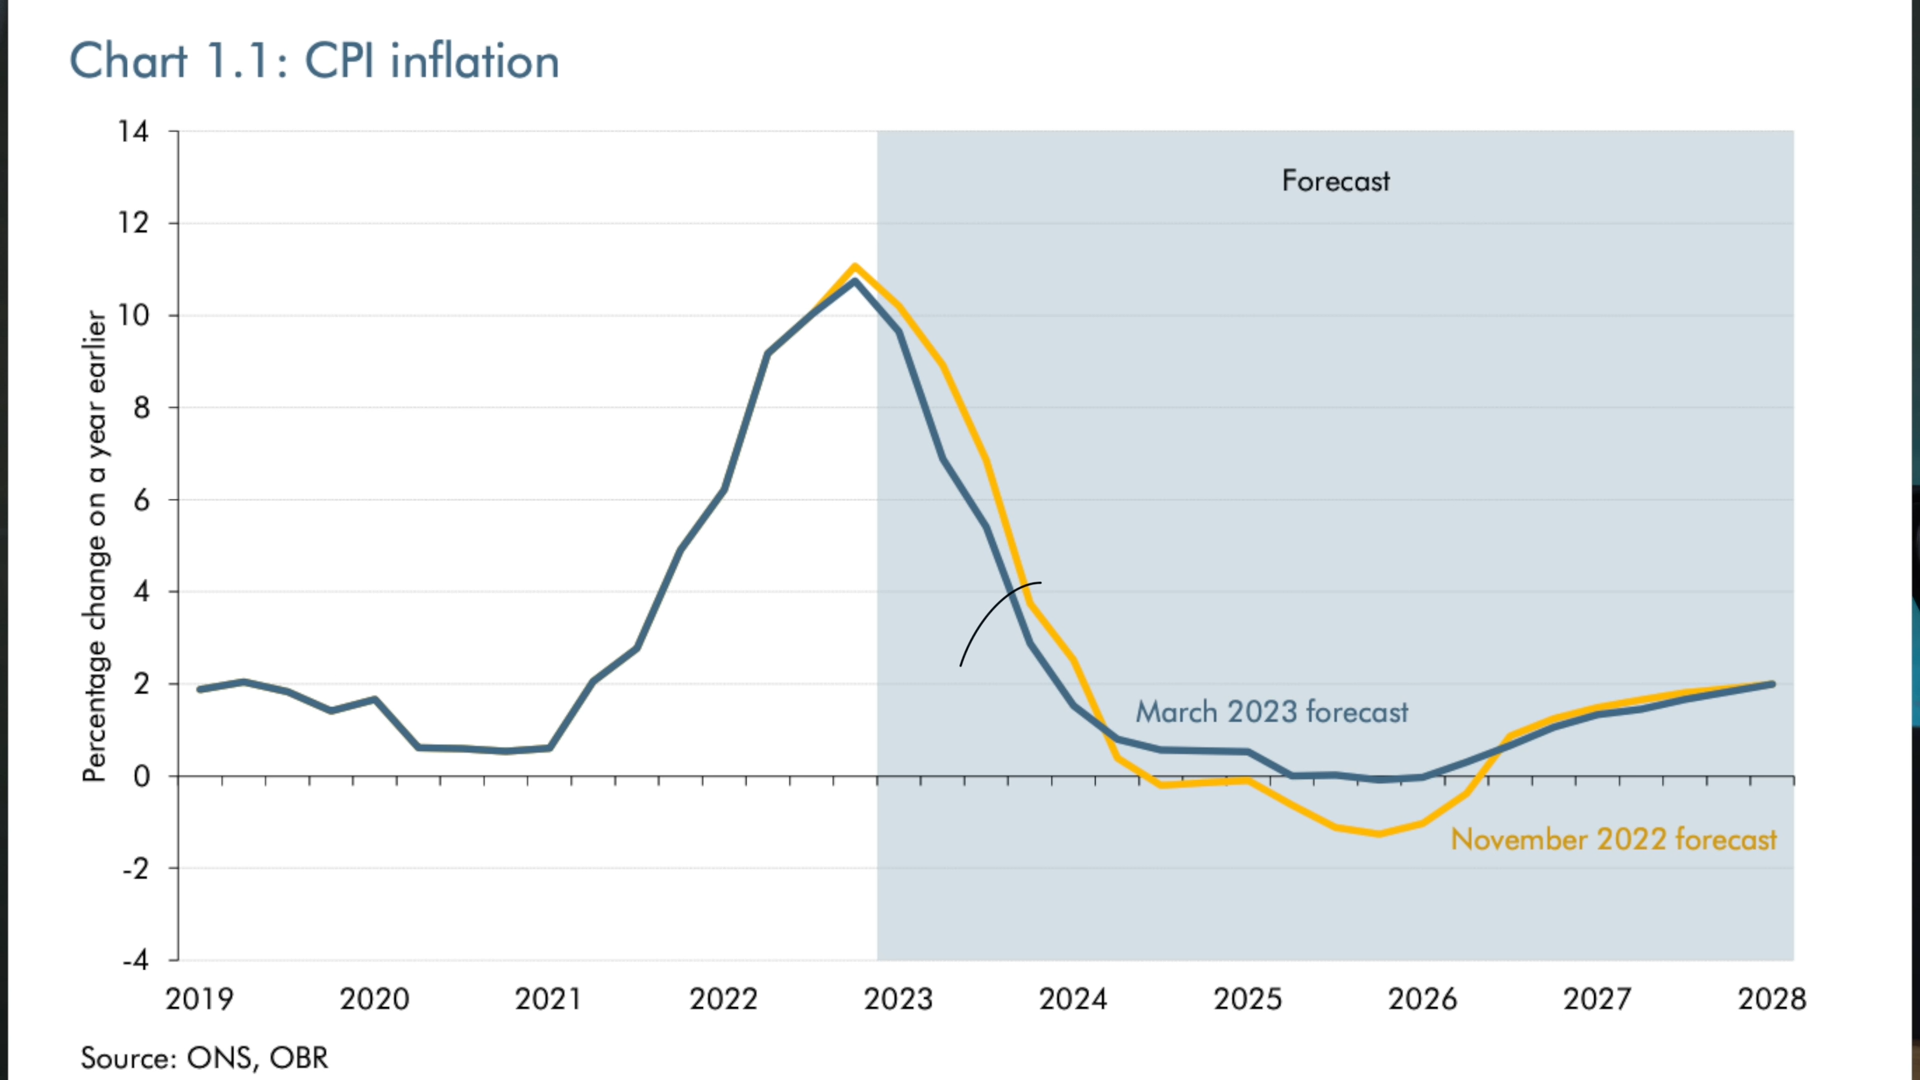 Chart 1.1: CPI inflation
14
12
10
8
6
4
2
0
-2
-4
Percentage change on a year earlier
Forecast
March 2023 forecast
November 2022 forecast
2019 2020 2021 2022 2023 2024 2025 2026 2027 2028
Source: ONS, OBR